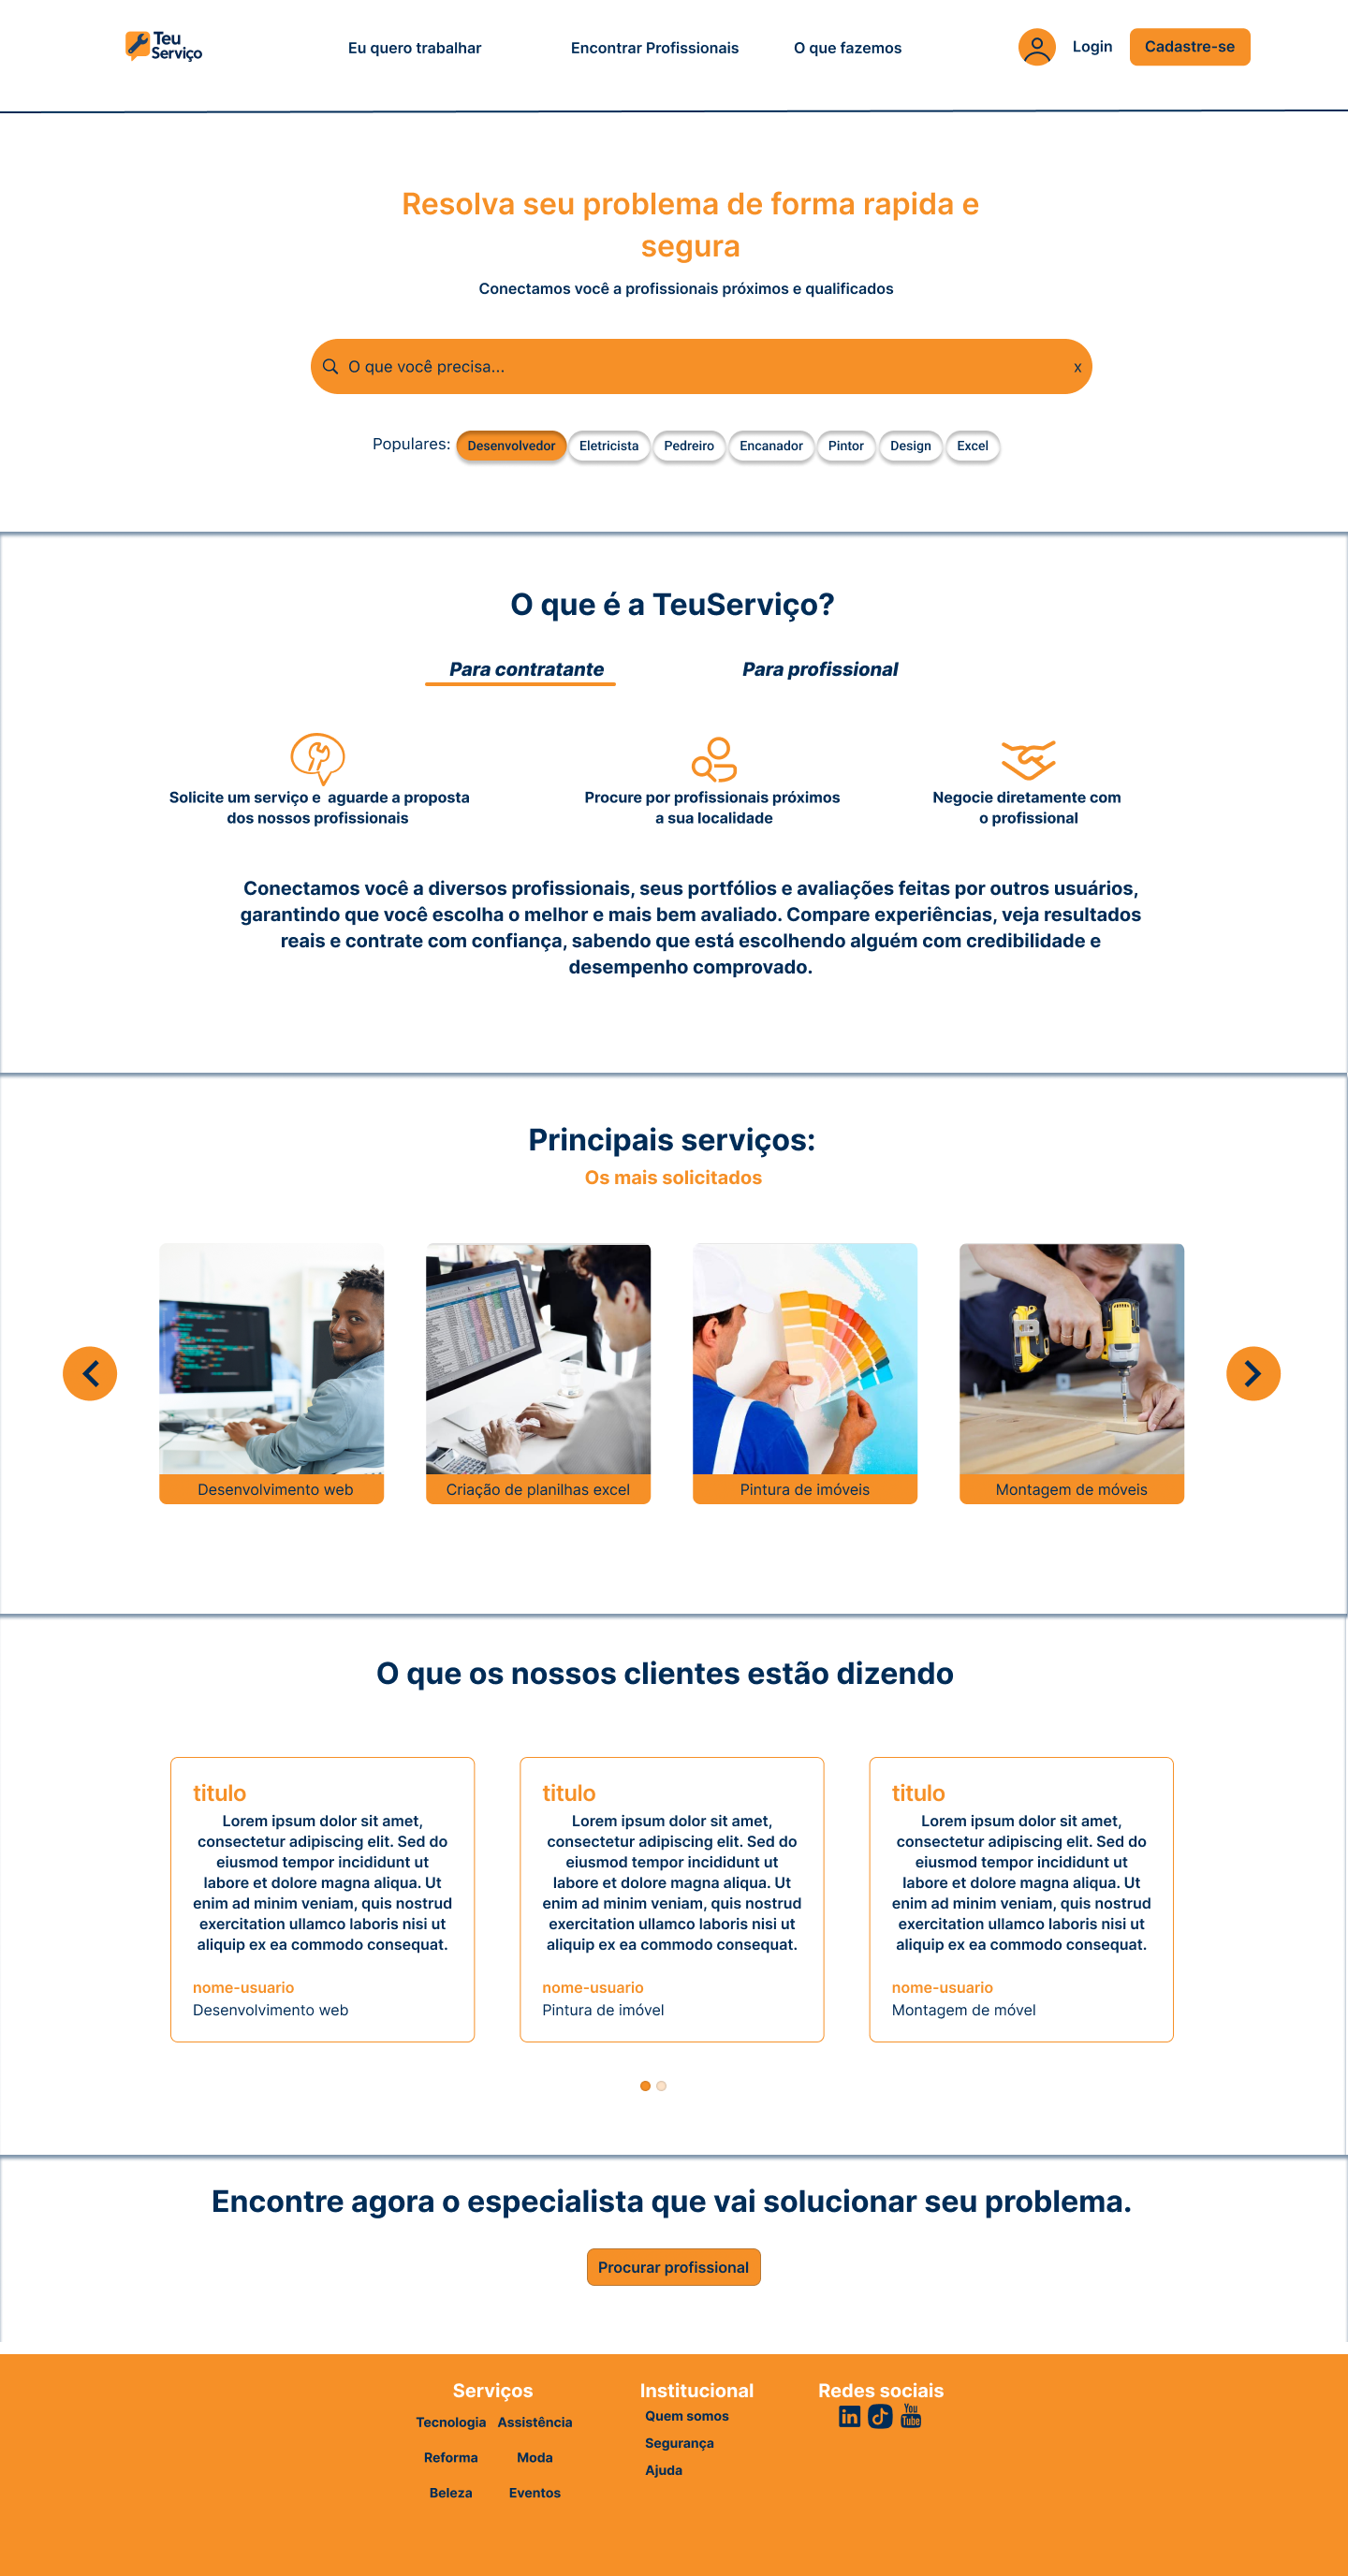 Teu
Serviço
Eu quero trabalhar
Encontrar Profissionais
O que fazemos
Login
Cadastre-se
Resolva seu problema de forma rapida e
segura
Conectamos você a profissionais próximos e qualificados
O que você precisa...
x
Populares:
Desenvolvedor
Eletricista
Pedreiro
Encanador
Pintor
Design
Excel
O que é a TeuServiço?
Para contratante
Para profissional
Solicite um serviço e  aguarde a proposta
dos nossos profissionais
Procure por profissionais próximos
a sua localidade
Negocie diretamente com
o profissional
Conectamos você a diversos profissionais, seus portfólios e avaliações feitas por outros usuários,
garantindo que você escolha o melhor e mais bem avaliado. Compare experiências, veja resultados
reais e contrate com confiança, sabendo que está escolhendo alguém com credibilidade e
desempenho comprovado.
Principais serviços:
Os mais solicitados
Desenvolvimento web
Criação de planilhas excel
Pintura de imóveis
Montagem de móveis
O que os nossos clientes estão dizendo
titulo
Lorem ipsum dolor sit amet,
consectetur adipiscing elit. Sed do
eiusmod tempor incididunt ut
labore et dolore magna aliqua. Ut
enim ad minim veniam, quis nostrud
exercitation ullamco laboris nisi ut
aliquip ex ea commodo consequat.
nome-usuario
Desenvolvimento web
titulo
Lorem ipsum dolor sit amet,
consectetur adipiscing elit. Sed do
eiusmod tempor incididunt ut
labore et dolore magna aliqua. Ut
enim ad minim veniam, quis nostrud
exercitation ullamco laboris nisi ut
aliquip ex ea commodo consequat.
nome-usuario
Pintura de imóvel
titulo
Lorem ipsum dolor sit amet,
consectetur adipiscing elit. Sed do
eiusmod tempor incididunt ut
labore et dolore magna aliqua. Ut
enim ad minim veniam, quis nostrud
exercitation ullamco laboris nisi ut
aliquip ex ea commodo consequat.
nome-usuario
Montagem de móvel
Encontre agora o especialista que vai solucionar seu problema.
Procurar profissional
Serviços
Tecnologia
Assistência
Reforma
Moda
Beleza
Eventos
Institucional
Quem somos
Segurança
Ajuda
Redes sociais
in
You
Tube